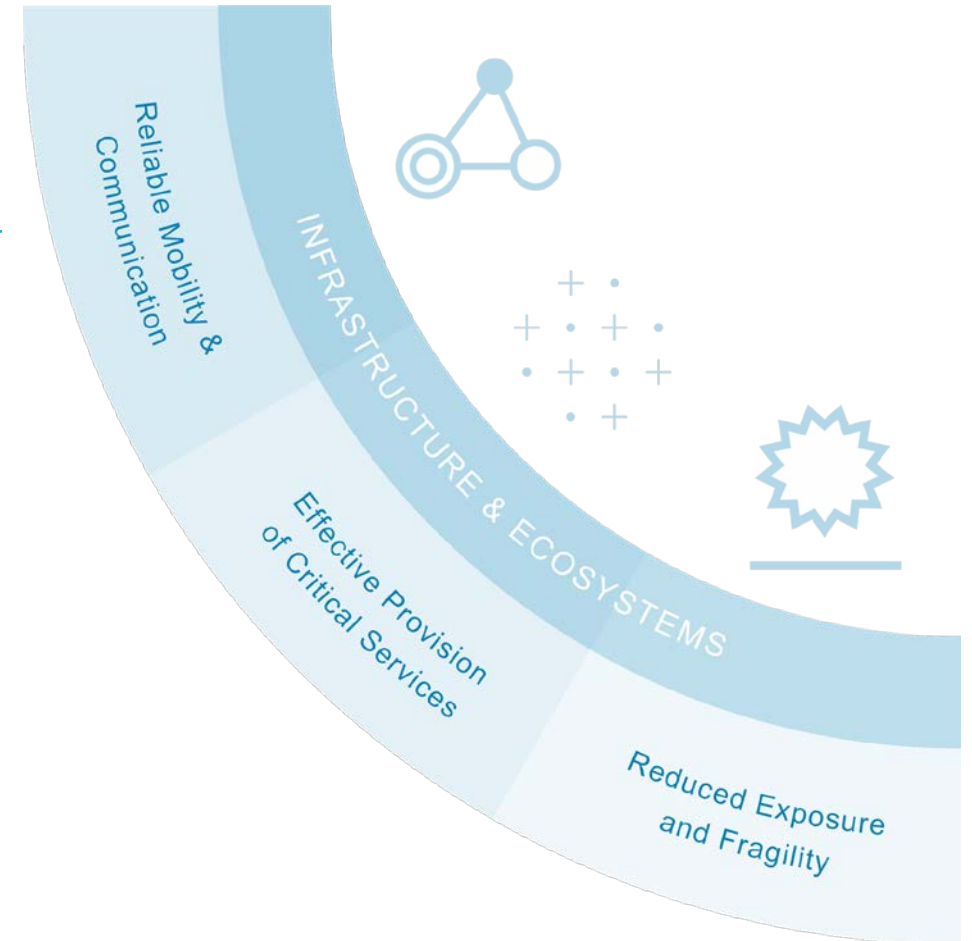 Reliable Mobility &
Communication
INFRASTRUCTURE & ECOSYSTEMS
Effective Provision
of Critical Services
Reduced Exposure
and Fragility